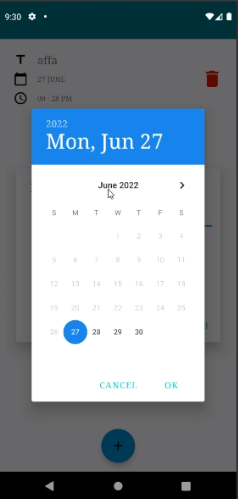 9:30
affa
27 JUNE
09 : 28 PM
2022
Mon, Jun 27
June 2022
S M T W T F S
1 2 3 4
5 6 7 8 9 10 11
12 13 14 15 16 17 18
19 20 21 22 23 24 25
26 27 28 29 30
CANCEL OK